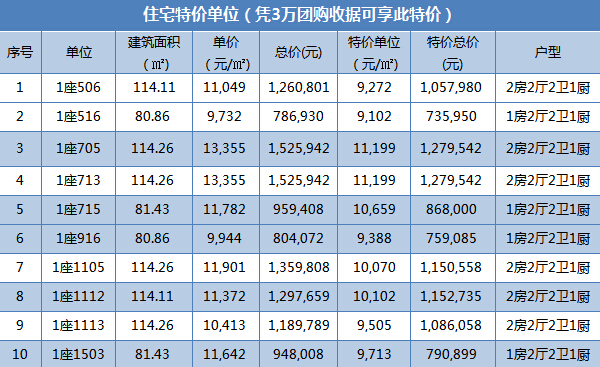 住宅特价单位（凭3万团购收据可享此特价）
序号 单位 建筑面积（㎡） 单价（元/㎡） 总价(元) 特价单位（元/㎡） 特价总价(元) 户型
1 1座506 114.11 11,049 1,260,801 9,272 1,057,980 2房2厅2卫1厨
2 1座516 80.86 9,732 786,930 9,102 735,950 1房2厅2卫1厨
3 1座705 114.26 13,355 1,525,942 11,199 1,279,542 2房2厅2卫1厨
4 1座713 114.26 13,355 1,525,942 11,199 1,279,542 2房2厅2卫1厨
5 1座715 81.43 11,782 959,408 10,659 868,000 1房2厅2卫1厨
6 1座916 80.86 9,944 804,072 9,388 759,085 1房2厅2卫1厨
7 1座1105 114.26 11,901 1,359,808 10,070 1,150,558 2房2厅2卫1厨
8 1座1112 114.11 11,372 1,297,659 10,102 1,152,735 2房2厅2卫1厨
9 1座1113 114.26 10,413 1,189,789 9,505 1,086,058 2房2厅2卫1厨
10 1座1503 81.43 11,642 948,008 9,713 790,899 1房2厅2卫1厨